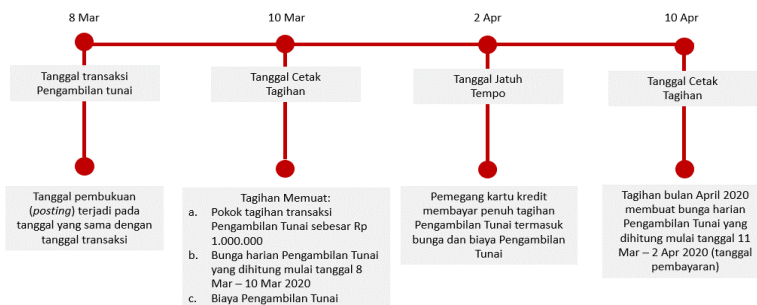 8 Mar
10 Mar
2 Apr
10 Apr
Tanggal transaksi
Pengambilan tunai
Tanggal Cetak
Tagihan
Tanggal Jatuh
Tempo
Tanggal Cetak
Tagihan
Tanggal pembukuan
(posting) terjadi pada
tanggal yang sama dengan
tanggal transaksi
Tagihan Memuat:
a. Pokok tagihan transaksi
Pengambilan Tunai sebesar Rp
1.000.000
b. Bunga harian Pengambilan Tunai
yang dihitung mulai tanggal 8
Mar – 10 Mar 2020
c. Biaya Pengambilan Tunai
Pemegang kartu kredit
membayar penuh tagihan
Pengambilan Tunai termasuk
bunga dan biaya Pengambilan
Tunai
Tagihan bulan April 2020
membuat bunga harian
Pengambilan Tunai yang
dihitung mulai tanggal 11
Mar – 2 Apr 2020 (tanggal
pembayaran)